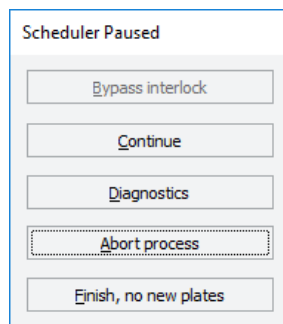 Scheduler Paused
Bypass interlock
Continue
Diagnostics
Abort process
Finish, no new plates